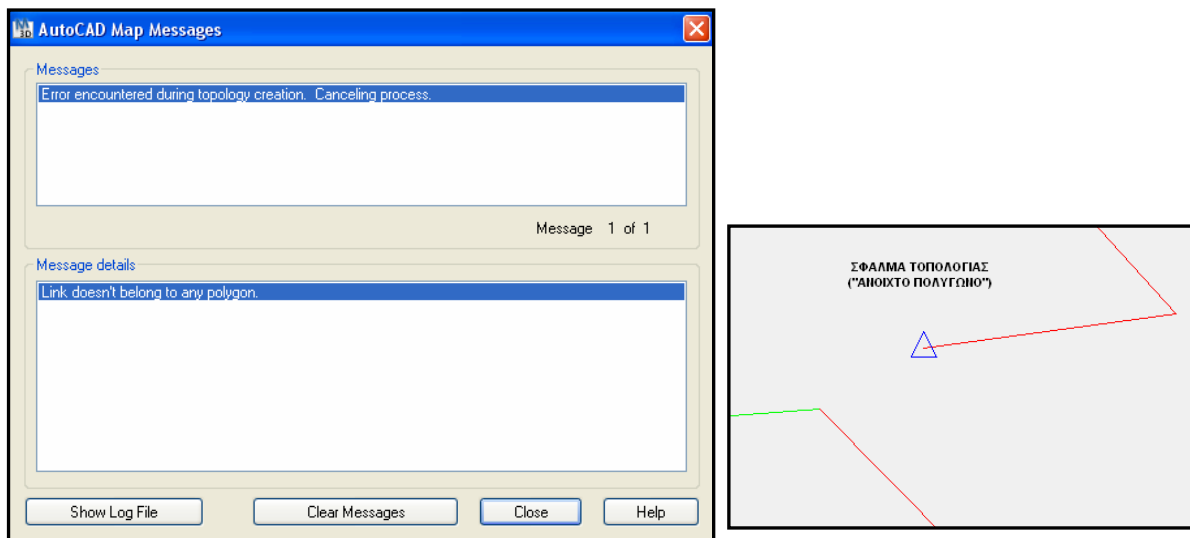 AutoCAD Map Messages
Messages
Error encountered during topology creation. Canceling process.
Message 1 of 1
Message details
Link doesn't belong to any polygon.
Show Log File
Clear Messages
Close
Help
ΣΦΑΛΜΑ ΤΟΠΟΛΟΓΙΑΣ
("ΑΝΟΙΧΤΟ ΠΟΛΥΓΩΝΟ")